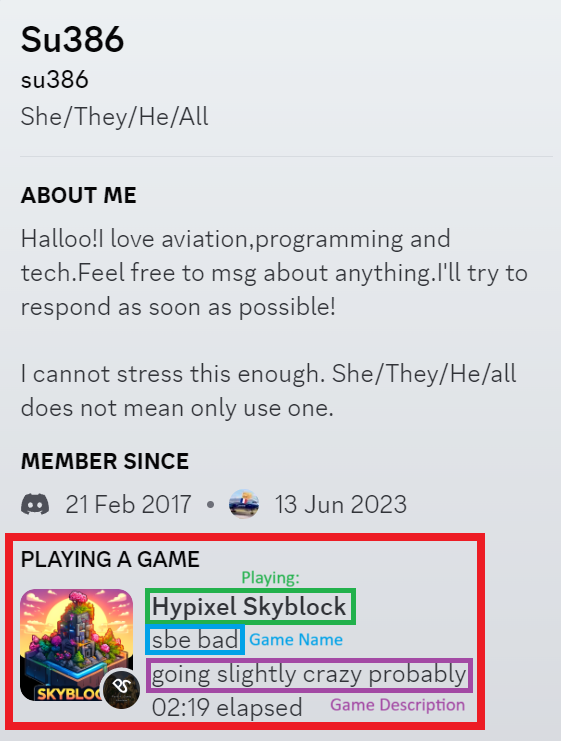 Su386
su386
She/They/He/All
ABOUT ME
Halloo!I love aviation,programming and
tech.Feel free to msg about anything.I'll try to
respond as soon as possible!
I cannot stress this enough. She/They/He/all
does not mean only use one.
MEMBER SINCE
21 Feb 2017 • 13 Jun 2023
PLAYING A GAME
Playing:
Hypixel Skyblock
sbe bad Game Name
going slightly crazy probably
02:19 elapsed Game Description
SKYBLOC